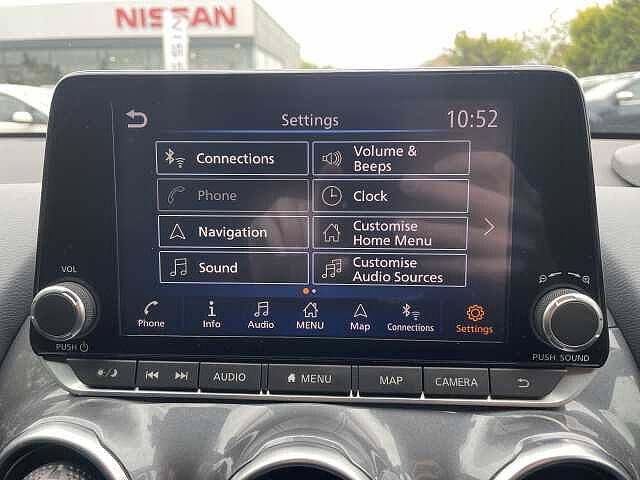 NISSAN
NISSAN
Settings
10:52
Connections
Volume &
Beeps
Phone
Clock
Navigation
Customise
Home Menu
Sound
Customise
Audio Sources
Phone
Info
Audio
MENU
Map
Connections
Settings
VOL
PUSH
PUSH SOUND
AUDIO
MENU
MAP
CAMERA